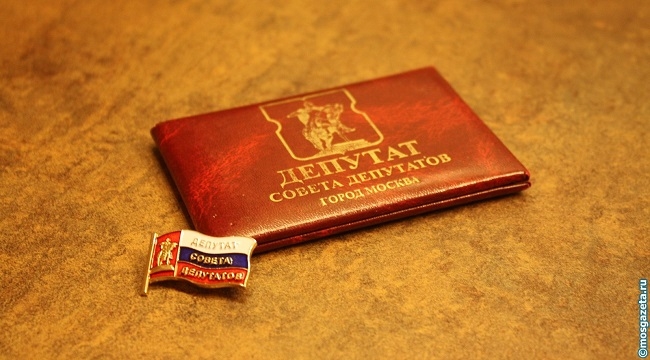 ДЕПУТАТ
СОВЕТА ДЕПУТАТОВ
ГОРОД МОСКВА
ДЕПУТАТ
СОВЕТА
ДЕПУТАТОВ
©mosgazeta.ru